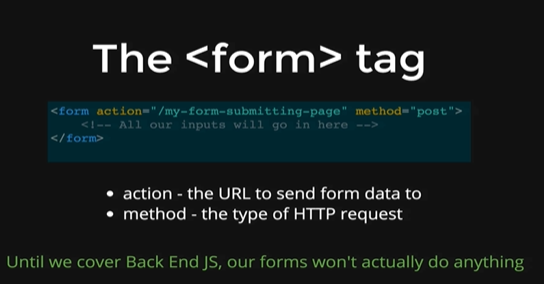 The <form> tag
<form action="/my-form-submitting-page" method="post">
<!-- All our inputs will go in here -->
</form>
• action - the URL to send form data to
• method - the type of HTTP request
Until we cover Back End JS, our forms won't actually do anything